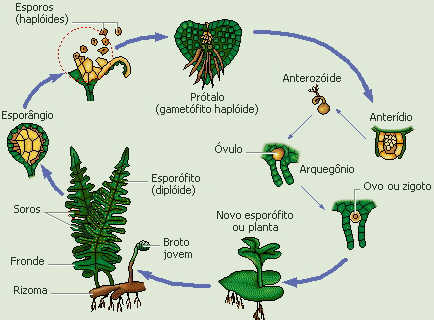 Esporos
(haplóides)
Prótalo
(gametófito haplóide)
Anterozóide
Anterídio
Esporângio
Óvulo
Arquegônio
Ovo ou zigoto
Esporófito
(diplóide)
Soros
Novo esporófito
ou planta
Broto
jovem
Fronde
Rizoma